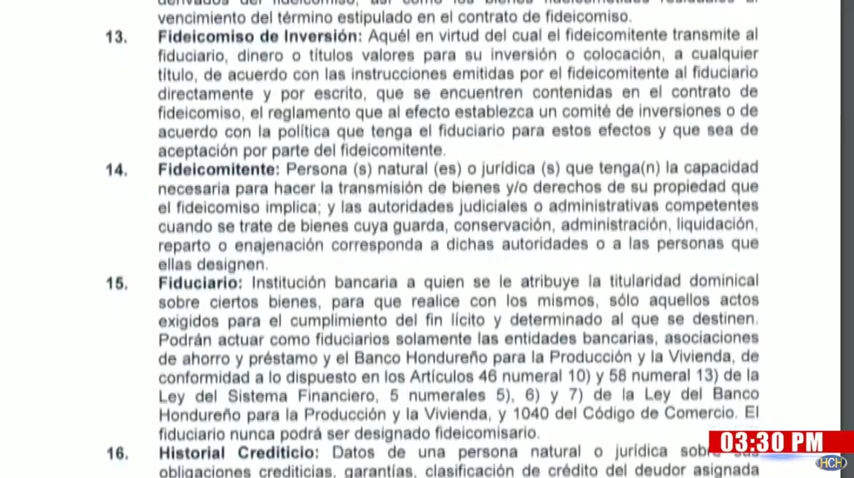 derivados del fideicomiso, así como los bienes fideicometidos residuales al
vencimiento del término estipulado en el contrato de fideicomiso.
13. Fideicomiso de Inversión: Aquél en virtud del cual el fideicomitente transmite al
fiduciario, dinero o títulos valores para su inversión o colocación, a cualquier
título, de acuerdo con las instrucciones emitidas por el fideicomitente al fiduciario
directamente y por escrito, que se encuentren contenidas en el contrato de
fideicomiso, el reglamento que al efecto establezca un comité de inversiones o de
acuerdo con la política que tenga el fiduciario para estos efectos y que sea de
aceptación por parte del fideicomitente.
14. Fideicomitente: Persona (s) natural (es) o jurídica (s) que tenga(n) la capacidad
necesaria para hacer la transmisión de bienes y/o derechos de su propiedad que
el fideicomiso implica; y las autoridades judiciales o administrativas competentes
cuando se trate de bienes cuya guarda, conservación, administración, liquidación,
reparto o enajenación corresponda a dichas autoridades o a las personas que
ellas designen.
15. Fiduciario: Institución bancaria a quien se le atribuye la titularidad dominical
sobre ciertos bienes, para que realice con los mismos, sólo aquellos actos
exigidos para el cumplimiento del fin lícito y determinado al que se destinen.
Podrán actuar como fiduciarios solamente las entidades bancarias, asociaciones
de ahorro y préstamo y el Banco Hondureño para la Producción y la Vivienda, de
conformidad a lo dispuesto en los Artículos 46 numeral 10) y 58 numeral 13) de la
Ley del Sistema Financiero, 5 numerales 5), 6) y 7) de la Ley del Banco
Hondureño para la Producción y la Vivienda, y 1040 del Código de Comercio. El
fiduciario nunca podrá ser designado fideicomisario.
16. Historial Crediticio: Datos de una persona natural o jurídica sobre sus
obligaciones crediticias, garantías, clasificación de crédito del deudor asignada
03:30 PM
HCH